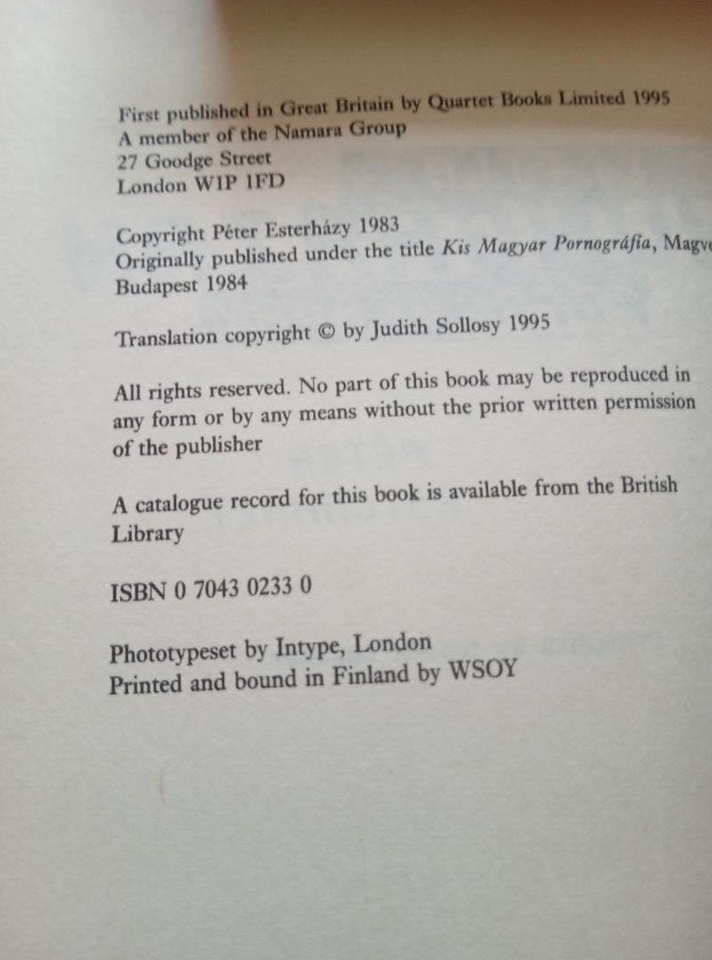 First published in Great Britain by Quartet Books Limited 1995
A member of the Namara Group
27 Goodge Street
London W1P 1FD
Copyright Péter Esterházy 1983
Originally published under the title Kis Magyar Pornográfia,
Budapest 1984
Translation copyright © by Judith Sollosy 1995
All rights reserved. No part of this book may be reproduced in
any form or by any means without the prior written permission
of the publisher
A catalogue record for this book is available from the British
Library
ISBN 0 7043 0233 0
Phototypeset by Intype, London
Printed and bound in Finland by WSOY